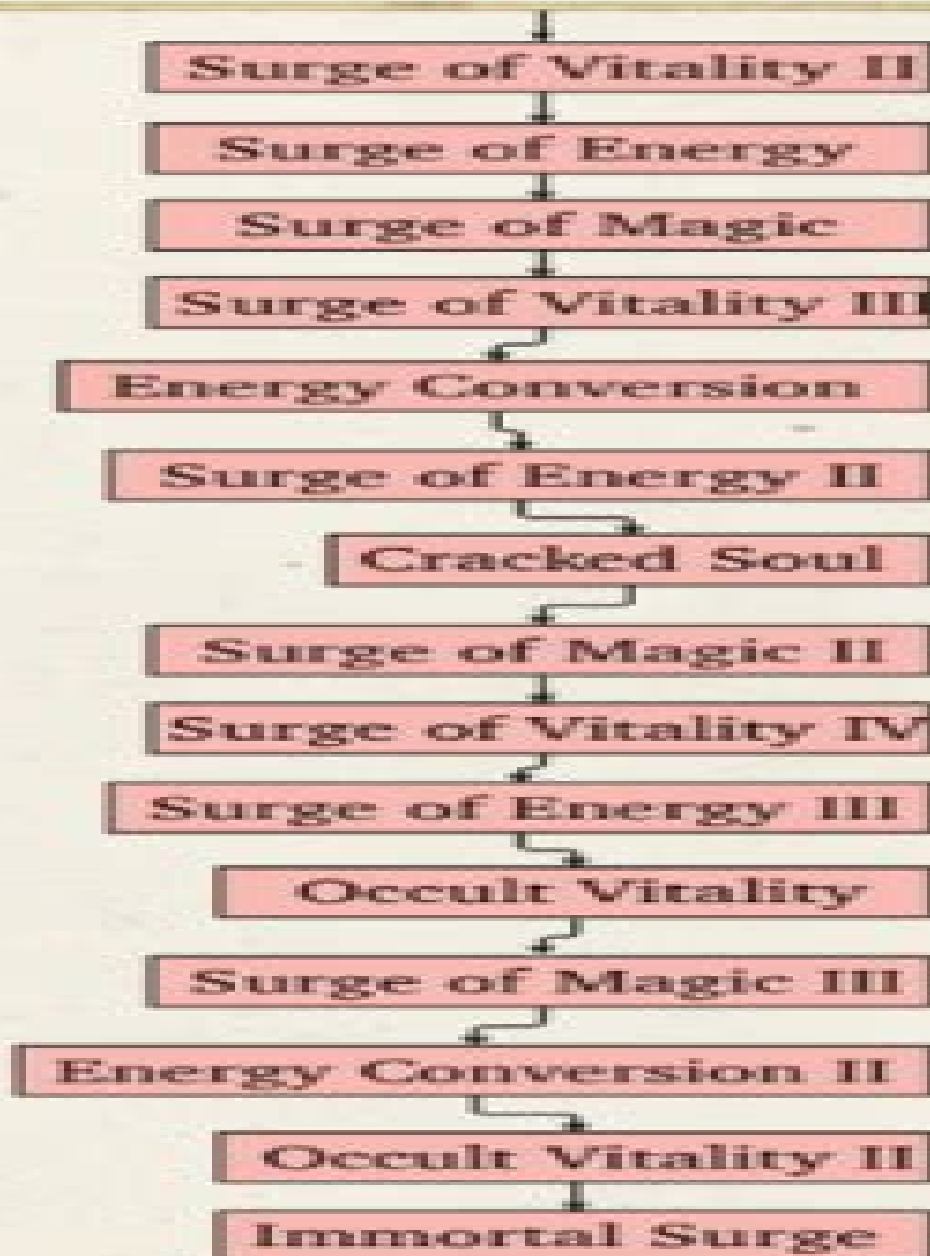 Surge of Vitality II
Surge of Energy
Surge of Magic
Surge of Vitality III
Energy Conversion
Surge of Energy II
Cracked Soul
Surge of Magic II
Surge of Vitality IV
Surge of Energy III
Occult Vitality
Surge of Magic III
Energy Conversion II
Occult Vitality II
Immortal Surge